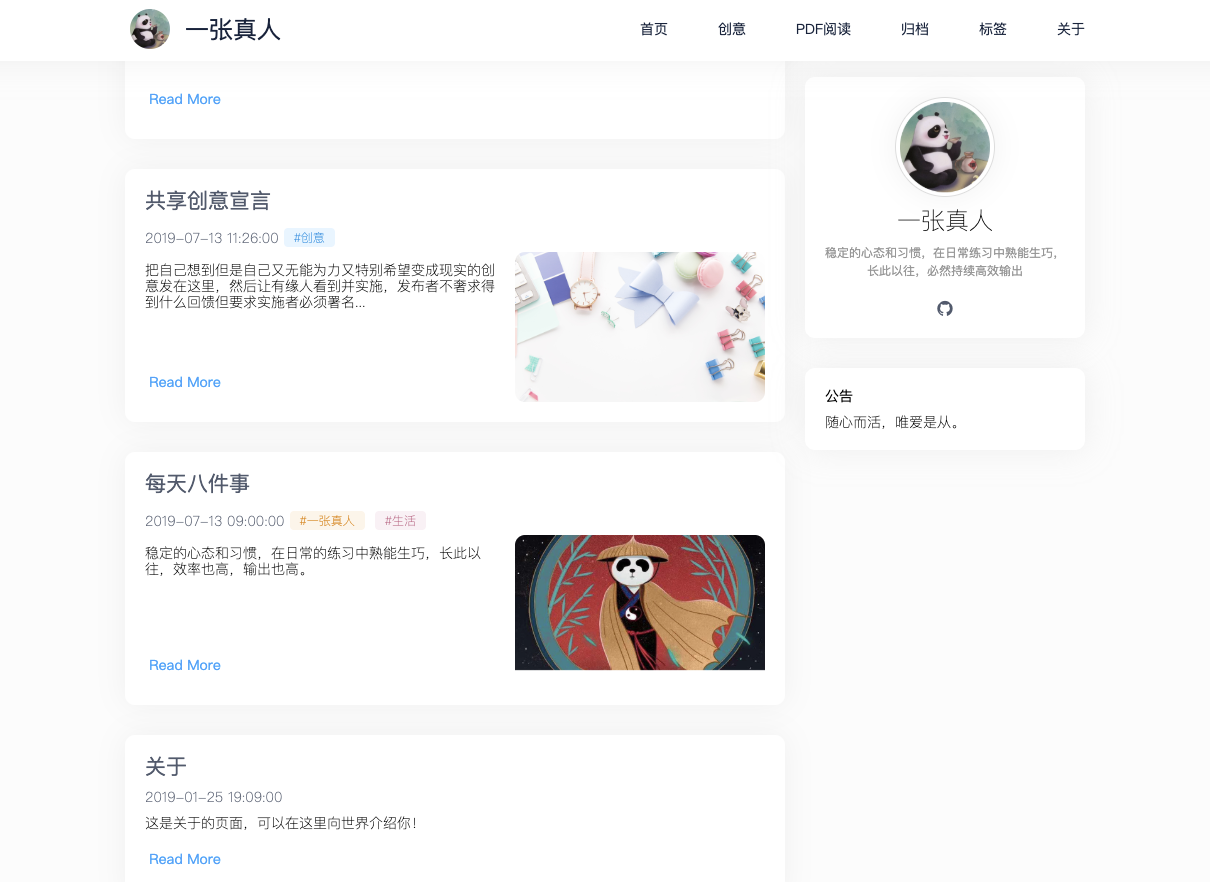 一张真人
首页 创意 PDF阅读 归档 标签 关于
Read More
共享创意宣言
2019-07-13 11:26:00 #创意
把自己想到但是自己又无能为力又特别希望变成现实的创
意发在这里，然后让有缘人看到并实施，发布者不奢求得
到什么回馈但要求实施者必须署名...
Read More
每天八件事
2019-07-13 09:00:00 #一张真人 #生活
稳定的心态和习惯，在日常的练习中熟能生巧，长此以
往，效率也高，输出也高。
Read More
关于
2019-01-25 19:09:00
这是关于的页面，可以在这里向世界介绍你！
Read More
一张真人
稳定的心态和习惯，在日常练习中熟能生巧，
长此以往，必然持续高效输出
公告
随心而活，唯爱是从。